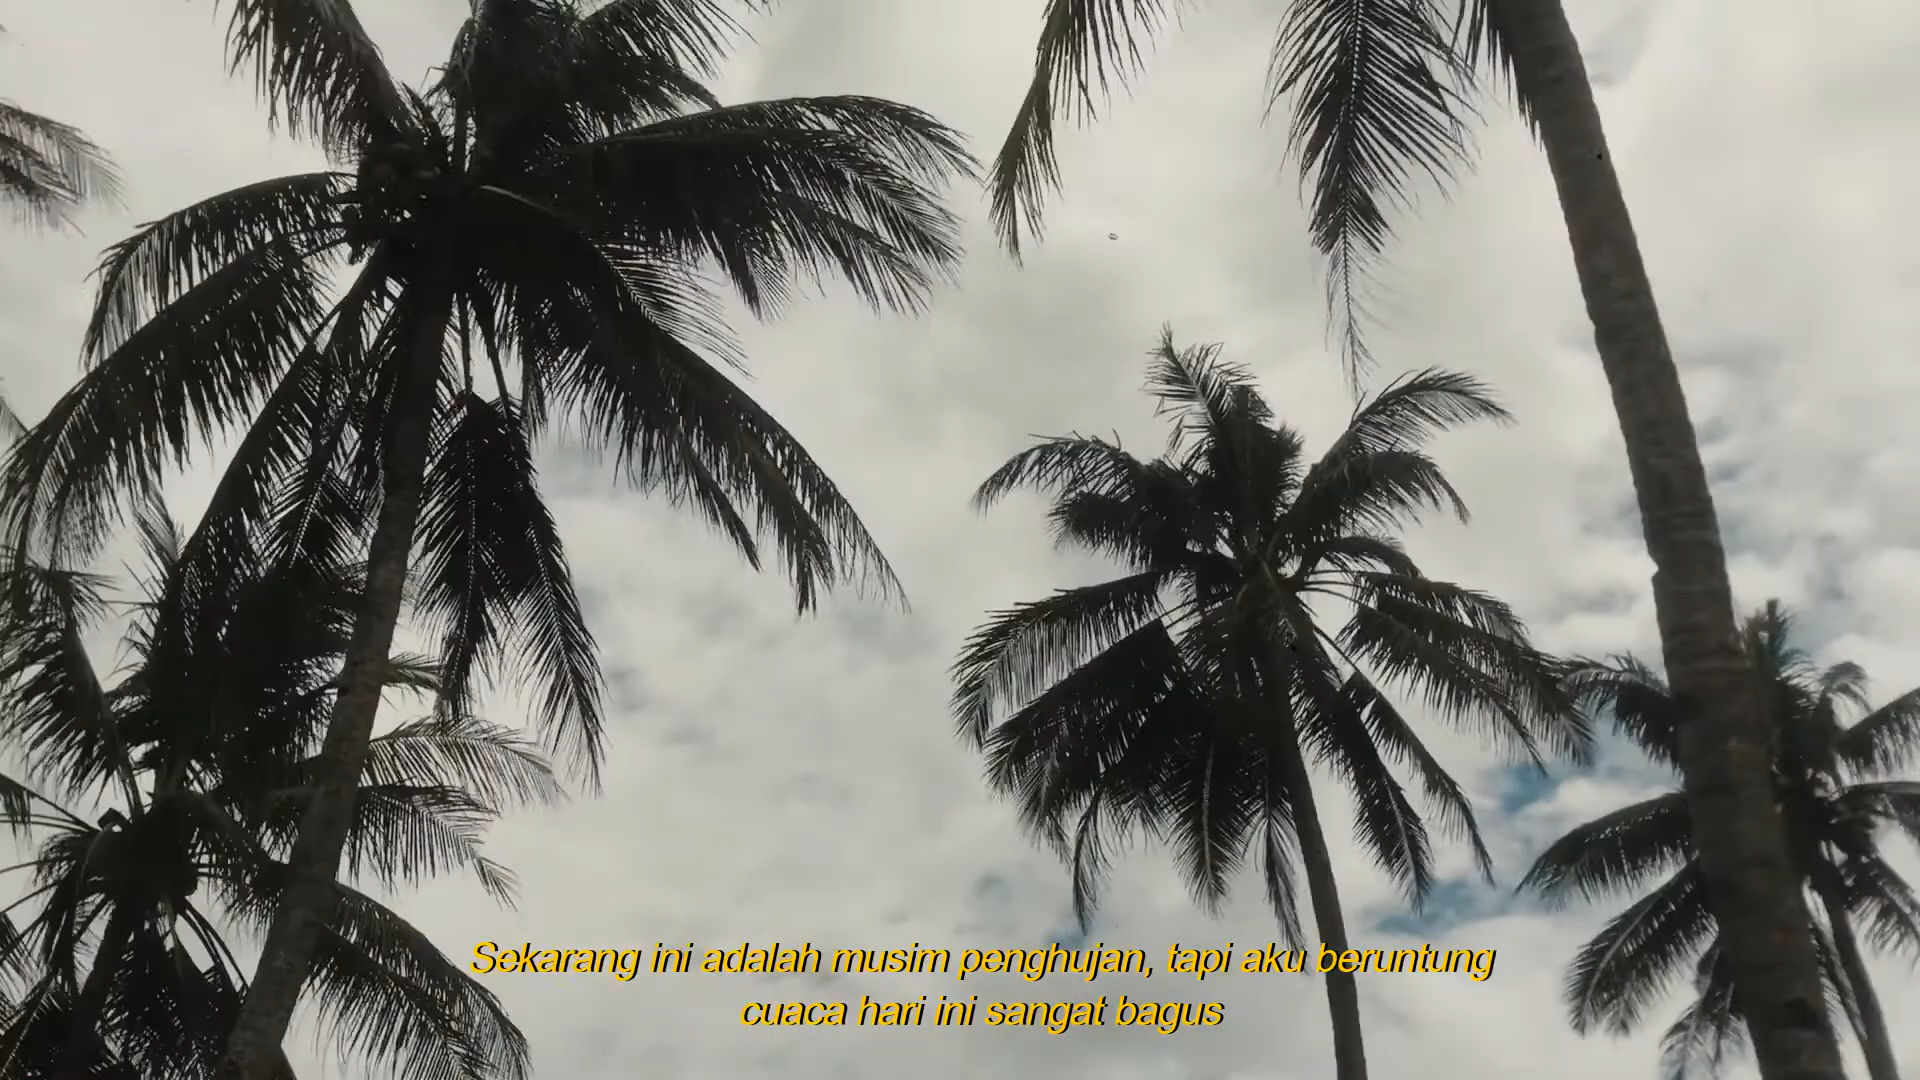 Sekarang ini adalah musim penghujan, tapi aku beruntung
cuaca hari ini sangat bagus